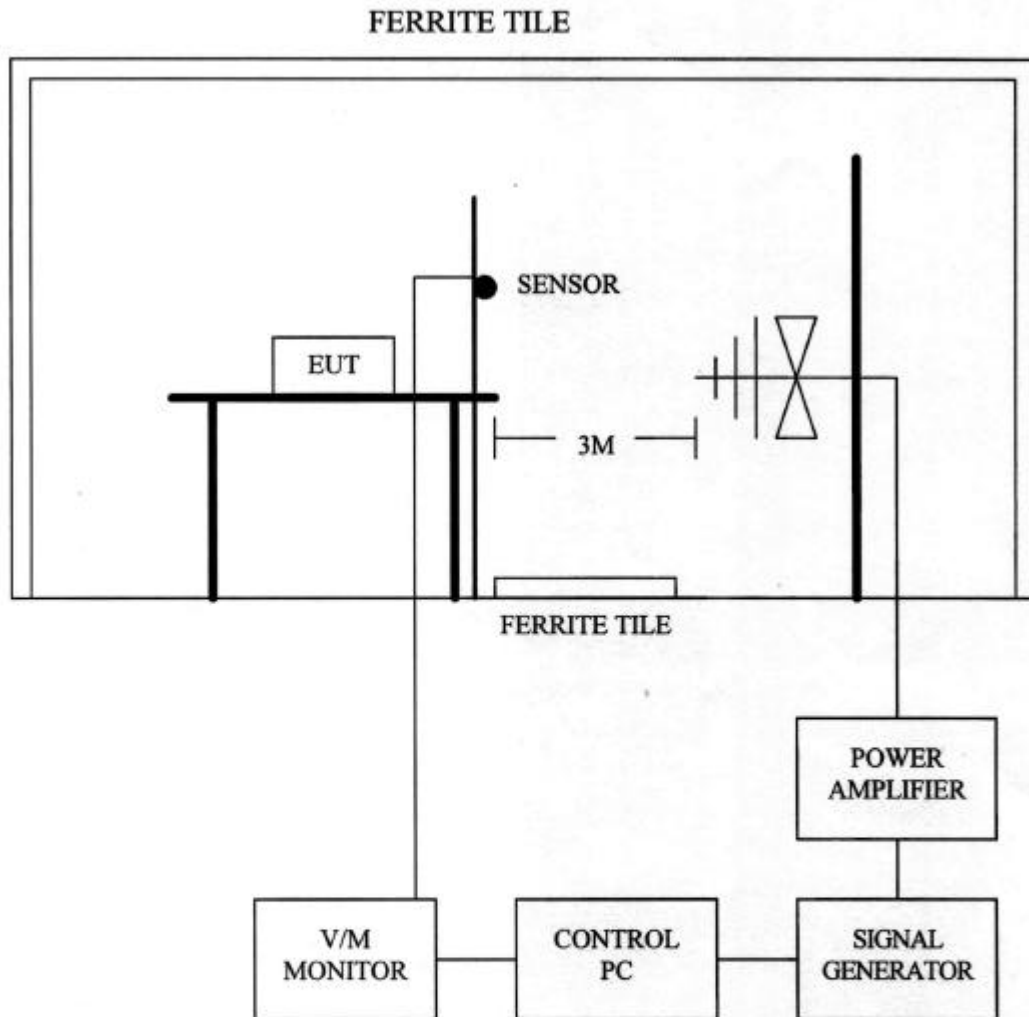 FERRITE TILE
SENSOR
EUT
3M
FERRITE TILE
POWER
AMPLIFIER
V/M
MONITOR
CONTROL
PC
SIGNAL
GENERATOR